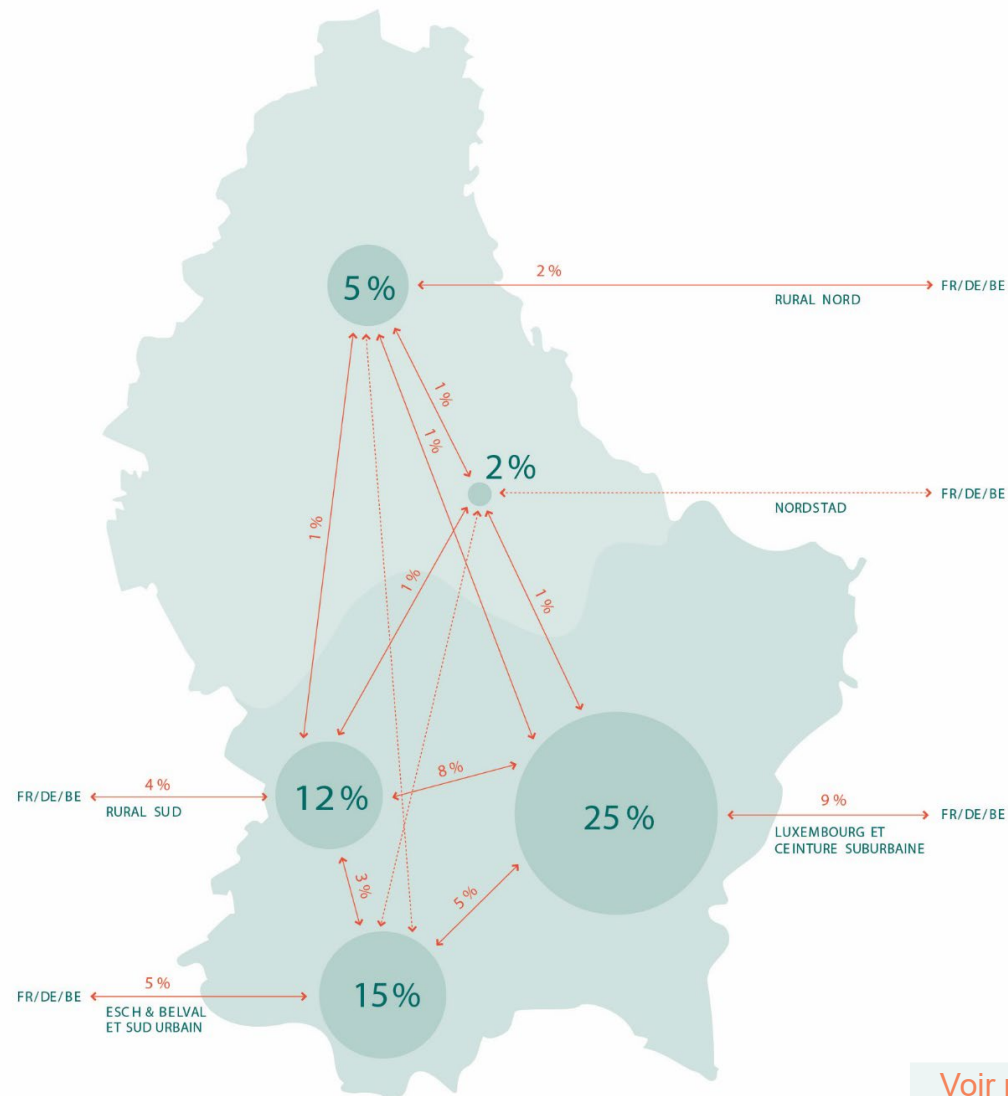 5 %
2 %
RURAL NORD
FR/DE/BE
1 %
1 %
2 %
NORDSTAD
FR/DE/BE
1 %
1 %
1 %
8 %
FR/DE/BE
4 %
RURAL SUD
12 %
25 %
9 %
LUXEMBOURG ET
CEINTURE SUBURBAINE
FR/DE/BE
3 %
5 %
FR/DE/BE
5 %
ESCH & BELVAL
ET SUD URBAIN
15 %
Voir